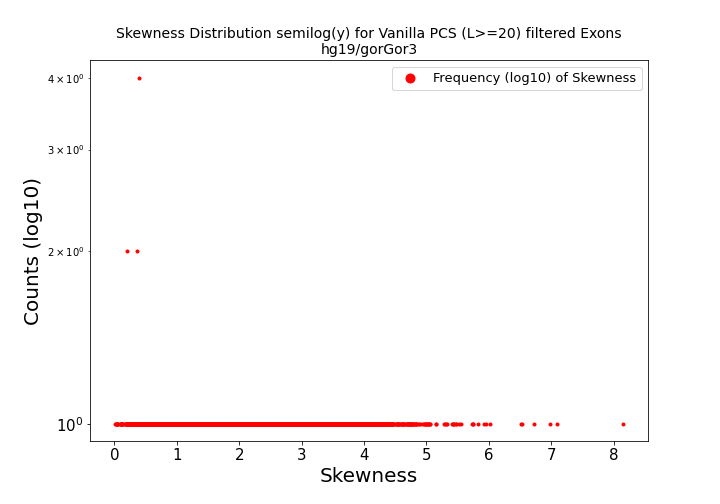 Skewness Distribution semilog(y) for Vanilla PCS (L>=20) filtered Exons
hg19/gorGor3
Frequency (log10) of Skewness
Counts (log10)
4 × 10⁰
3 × 10⁰
2 × 10⁰
10⁰
0 1 2 3 4 5 6 7 8
Skewness